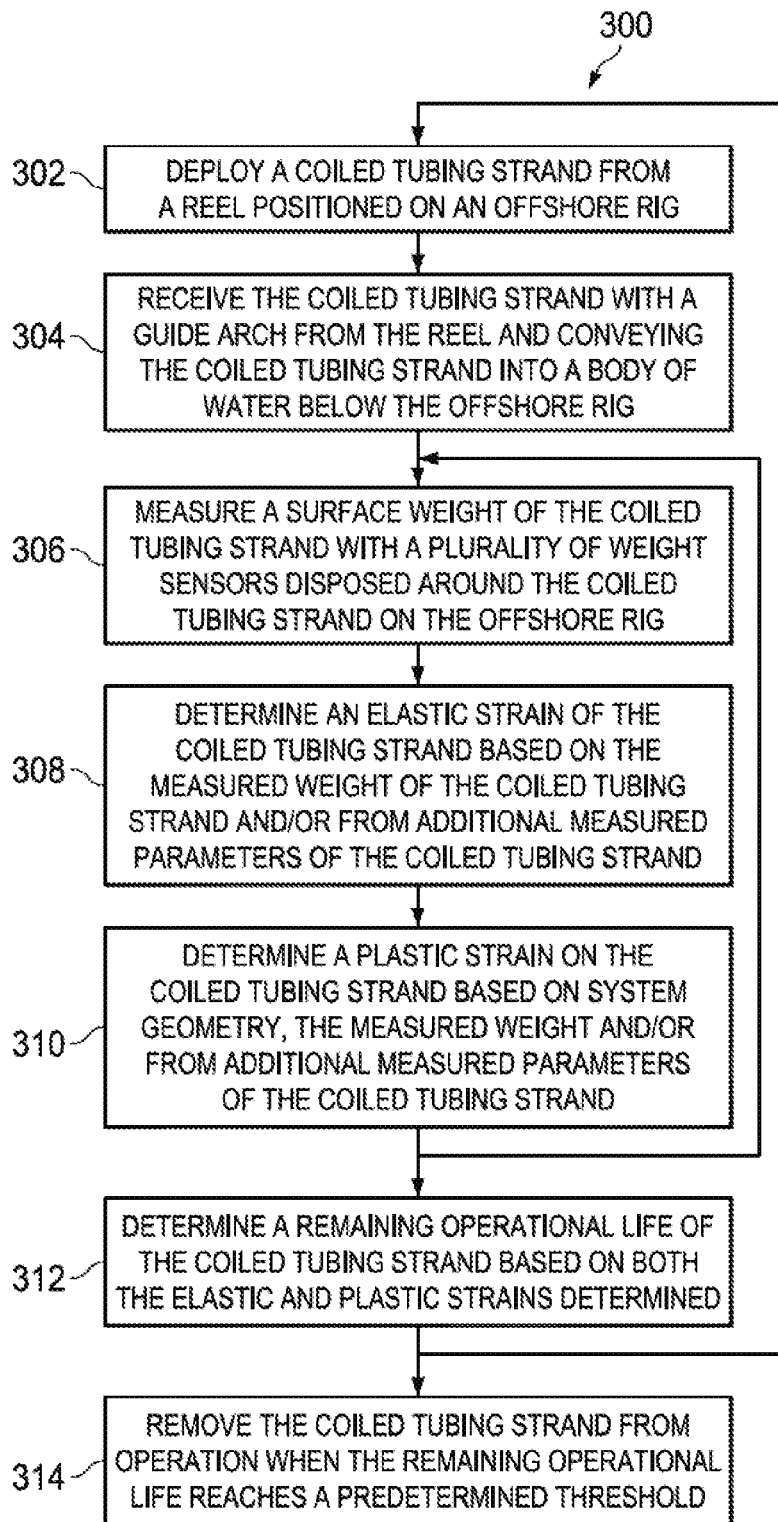 300
302
DEPLOY A COILED TUBING STRAND FROM
A REEL POSITIONED ON AN OFFSHORE RIG
304
RECEIVE THE COILED TUBING STRAND WITH A
GUIDE ARCH FROM THE REEL AND CONVEYING
THE COILED TUBING STRAND INTO A BODY OF
WATER BELOW THE OFFSHORE RIG
306
MEASURE A SURFACE WEIGHT OF THE COILED
TUBING STRAND WITH A PLURALITY OF WEIGHT
SENSORS DISPOSED AROUND THE COILED
TUBING STRAND ON THE OFFSHORE RIG
308
DETERMINE AN ELASTIC STRAIN OF THE
COILED TUBING STRAND BASED ON THE
MEASURED WEIGHT OF THE COILED TUBING
STRAND AND/OR FROM ADDITIONAL MEASURED
PARAMETERS OF THE COILED TUBING STRAND
310
DETERMINE A PLASTIC STRAIN ON THE
COILED TUBING STRAND BASED ON SYSTEM
GEOMETRY, THE MEASURED WEIGHT AND/OR
FROM ADDITIONAL MEASURED PARAMETERS
OF THE COILED TUBING STRAND
312
DETERMINE A REMAINING OPERATIONAL LIFE OF
THE COILED TUBING STRAND BASED ON BOTH
THE ELASTIC AND PLASTIC STRAINS DETERMINED
314
REMOVE THE COILED TUBING STRAND FROM
OPERATION WHEN THE REMAINING OPERATIONAL
LIFE REACHES A PREDETERMINED THRESHOLD